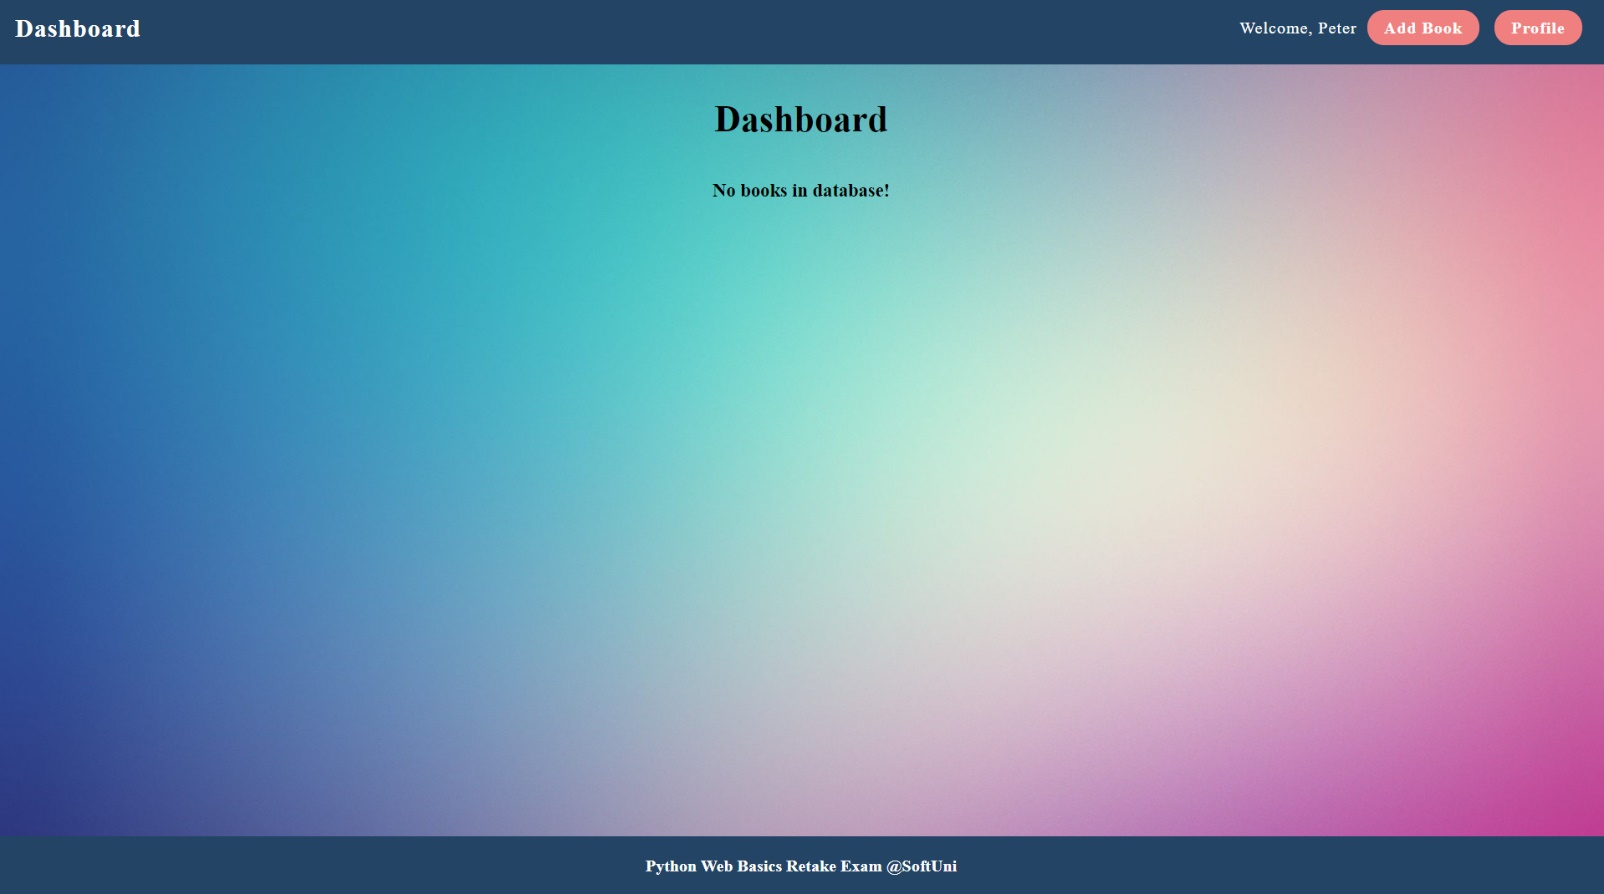 Dashboard
Welcome, Peter Add Book Profile
Dashboard
No books in database!
Python Web Basics Retake Exam @SoftUni